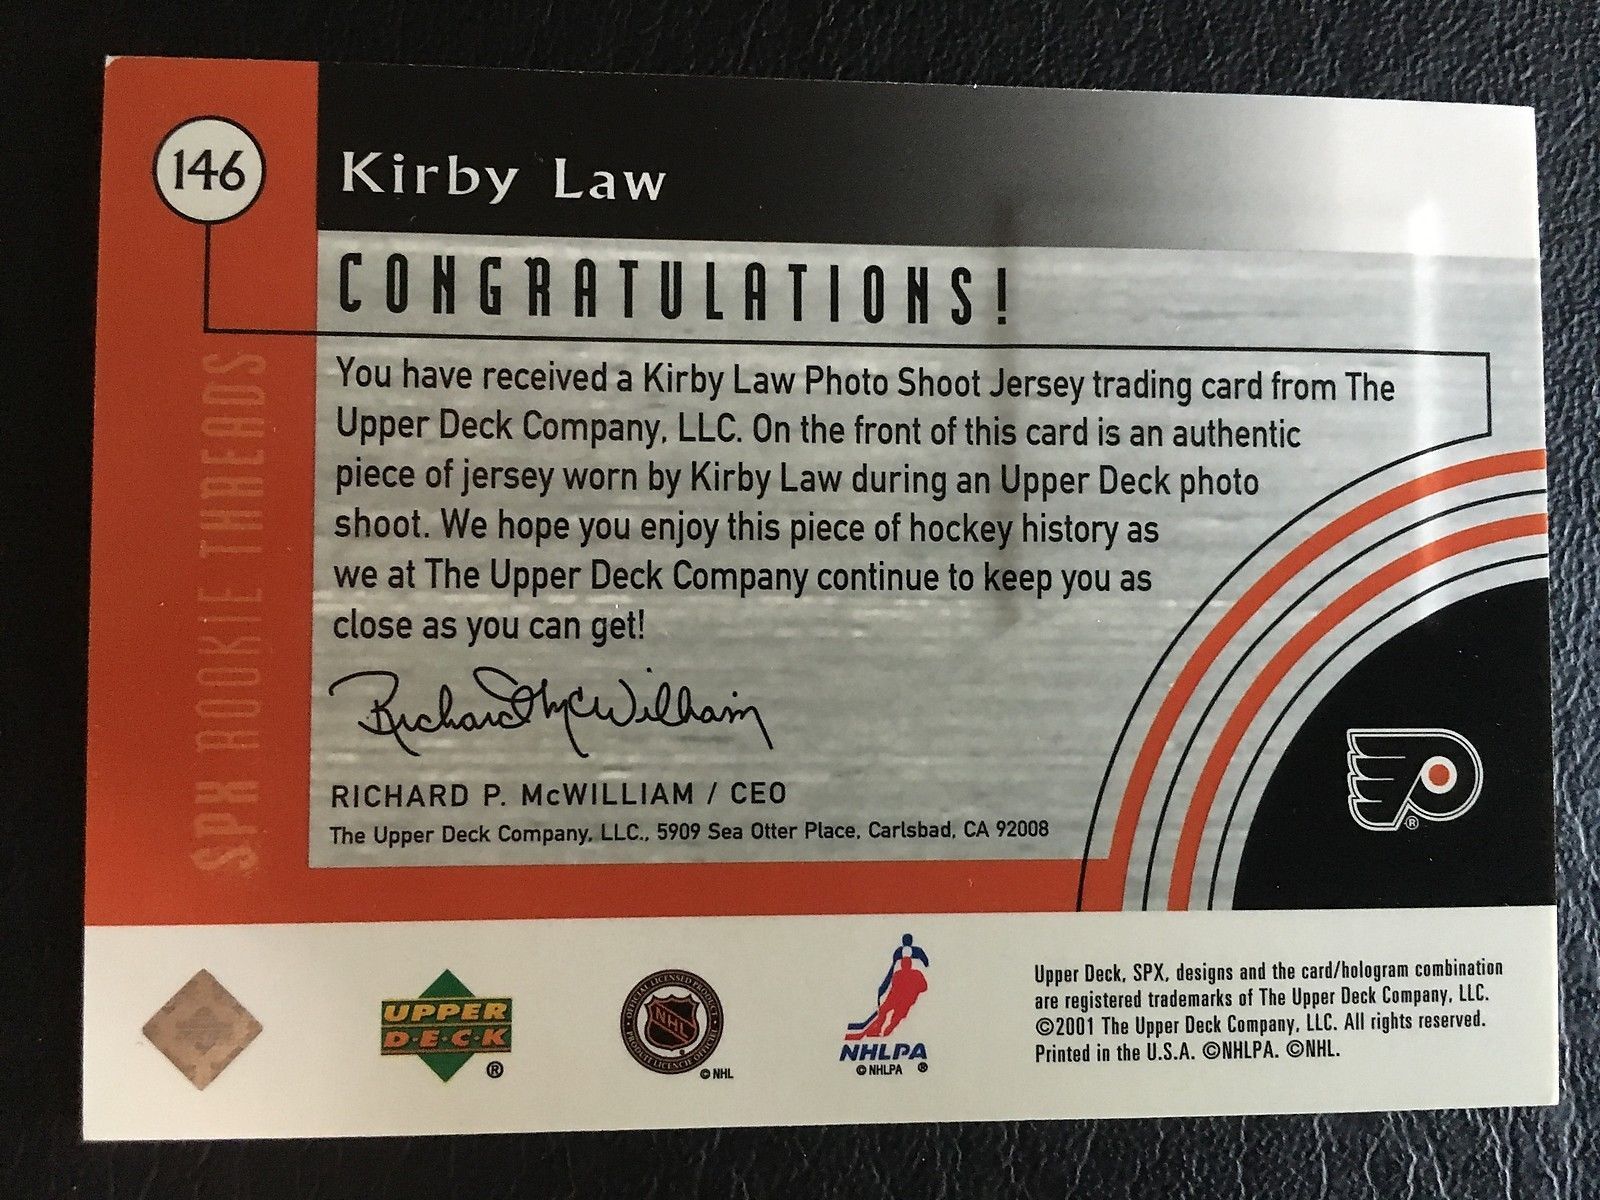 146
Kirby Law
CONGRATULATIONS!
You have received a Kirby Law Photo Shoot Jersey trading card from The
Upper Deck Company, LLC. On the front of this card is an authentic
piece of jersey worn by Kirby Law during an Upper Deck photo
shoot. We hope you enjoy this piece of hockey history as
we at The Upper Deck Company continue to keep you as
close as you can get!
Richard McWilliam
RICHARD P. McWILLIAM / CEO
The Upper Deck Company, LLC., 5909 Sea Otter Place, Carlsbad, CA 92008
SPX ROOKIE THREADS
®
UPPER
D·E·C·K
®
NHL
© NHL
NHLPA
© NHLPA ®
Upper Deck, SPX, designs and the card/hologram combination
are registered trademarks of The Upper Deck Company, LLC.
©2001 The Upper Deck Company, LLC. All rights reserved.
Printed in the U.S.A. ©NHLPA. ©NHL.